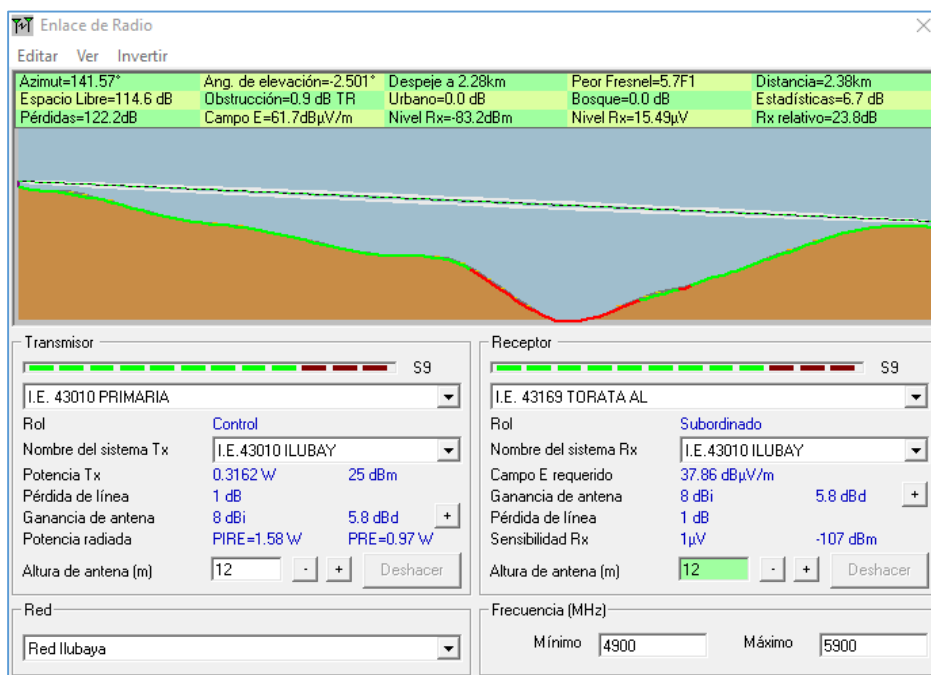 Enlace de Radio
Editar Ver Invertir
Azimut=141.57° Ang. de elevación=-2.501° Despeje a 2.28km Peor Fresnel=5.7F1 Distancia=2.38km
Espacio Libre=114.6 dB Obstrucción=0.9 dB TR Urbano=0.0 dB Bosque=0.0 dB Estadísticas=6.7 dB
Pérdidas=122.2dB Campo E=61.7dBµV/m Nivel Rx=-83.2dBm Nivel Rx=15.49µV Rx relativo=23.8dB
Transmisor
S9
I.E. 43010 PRIMARIA
Rol Control
Nombre del sistema Tx I.E.43010 ILUBAY
Potencia Tx 0.3162 W 25 dBm
Pérdida de línea 1 dB
Ganancia de antena 8 dBi 5.8 dBd +
Potencia radiada PIRE=1.58 W PRE=0.97 W
Altura de antena (m) 12 - + Deshacer
Receptor
S9
I.E. 43169 TORATA AL
Rol Subordinado
Nombre del sistema Rx I.E.43010 ILUBAY
Campo E requerido 37.86 dBµV/m
Ganancia de antena 8 dBi 5.8 dBd +
Pérdida de línea 1 dB
Sensibilidad Rx 1µV -107 dBm
Altura de antena (m) 12 - + Deshacer
Red
Red Ilubaya
Frecuencia (MHz)
Mínimo 4900 Máximo 5900